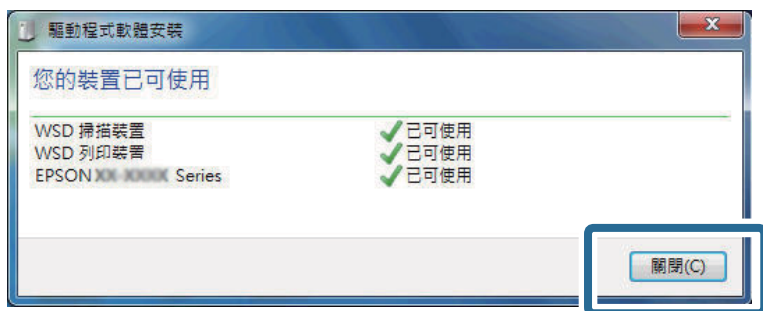 驅動程式軟體安裝
您的裝置已可使用
WSD 掃描裝置 已可使用
WSD 列印裝置 已可使用
EPSON Series 已可使用
關閉(C)